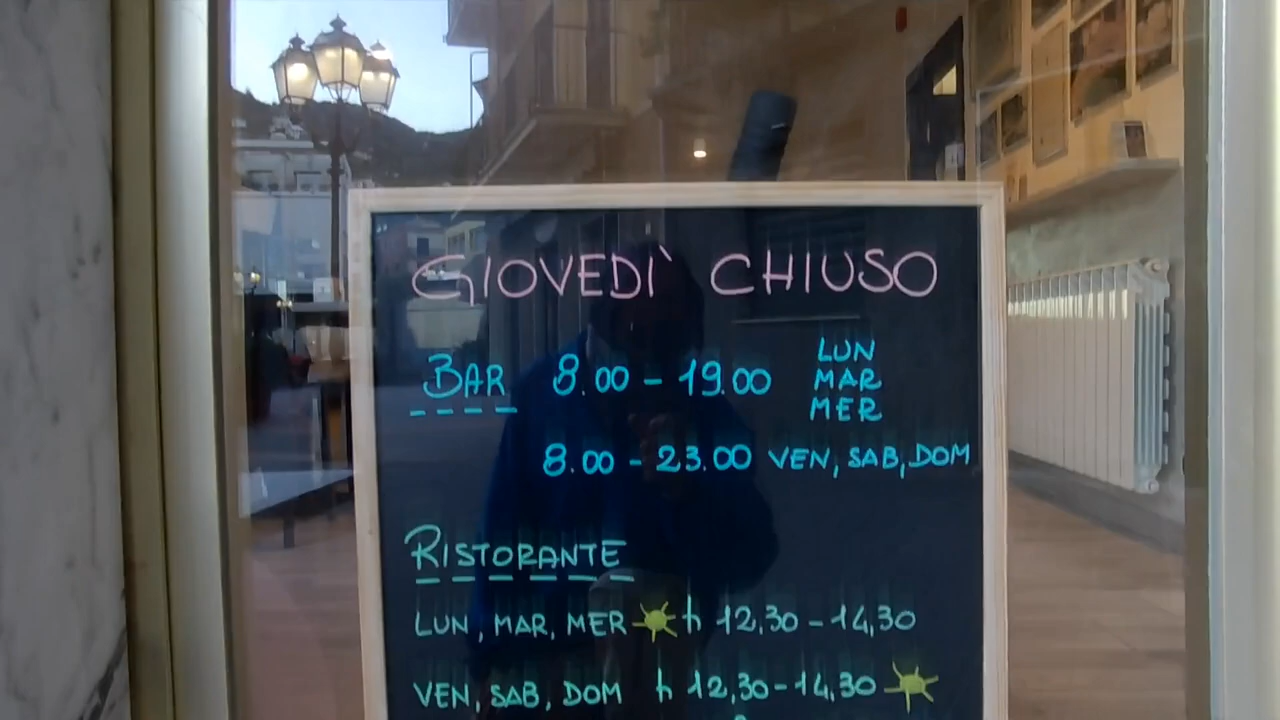 GIOVEDÌ CHIUSO
BAR 8.00 - 19.00 LUN
MAR
MER
8.00 - 23.00 VEN, SAB, DOM
RISTORANTE
LUN, MAR, MER h 12,30 - 14,30
VEN, SAB, DOM h 12,30 - 14,30